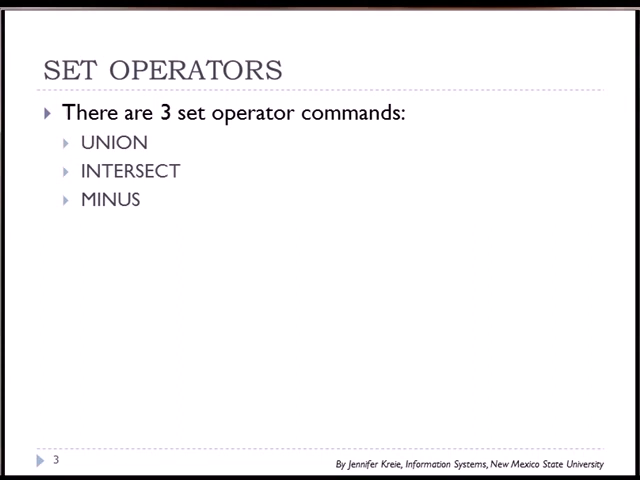 SET OPERATORS
There are 3 set operator commands:
UNION
INTERSECT
MINUS
3
By Jennifer Kreie, Information Systems, New Mexico State University